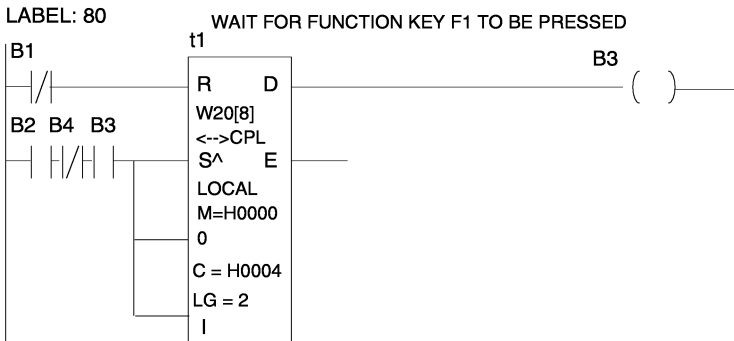 LABEL: 80
WAIT FOR FUNCTION KEY F1 TO BE PRESSED
t1
B1
B3
R D
W20[8]
<-->CPL
B2 B4 B3
S^ E
LOCAL
M=H0000
0
C = H0004
LG = 2
I